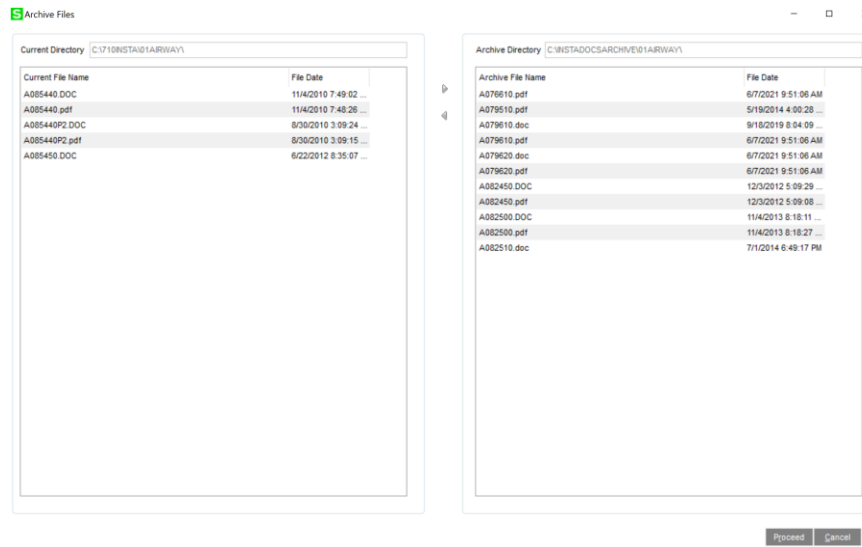 S Archive Files
Current Directory C:\710INSTA\01AIRWAY\
Current File Name File Date
A085440.DOC 11/4/2010 7:49:02 ...
A085440.pdf 11/4/2010 7:48:26 ...
A085440P2.DOC 8/30/2010 3:09:24 ...
A085440P2.pdf 8/30/2010 3:09:15 ...
A085450.DOC 6/22/2012 8:35:07 ...
Archive Directory C:\INSTADOCSARCHIVE\01AIRWAY\
Archive File Name File Date
A076610.pdf 6/7/2021 9:51:06 AM
A079510.pdf 5/19/2014 4:00:28 ...
A079610.doc 9/18/2019 8:04:09 ...
A079610.pdf 6/7/2021 9:51:06 AM
A079620.doc 6/7/2021 9:51:06 AM
A079620.pdf 6/7/2021 9:51:06 AM
A082450.DOC 12/3/2012 5:09:29 ...
A082450.pdf 12/3/2012 5:09:08 ...
A082500.DOC 11/4/2013 8:18:11 ...
A082500.pdf 11/4/2013 8:18:27 ...
A082510.doc 7/1/2014 6:49:17 PM
Proceed Cancel